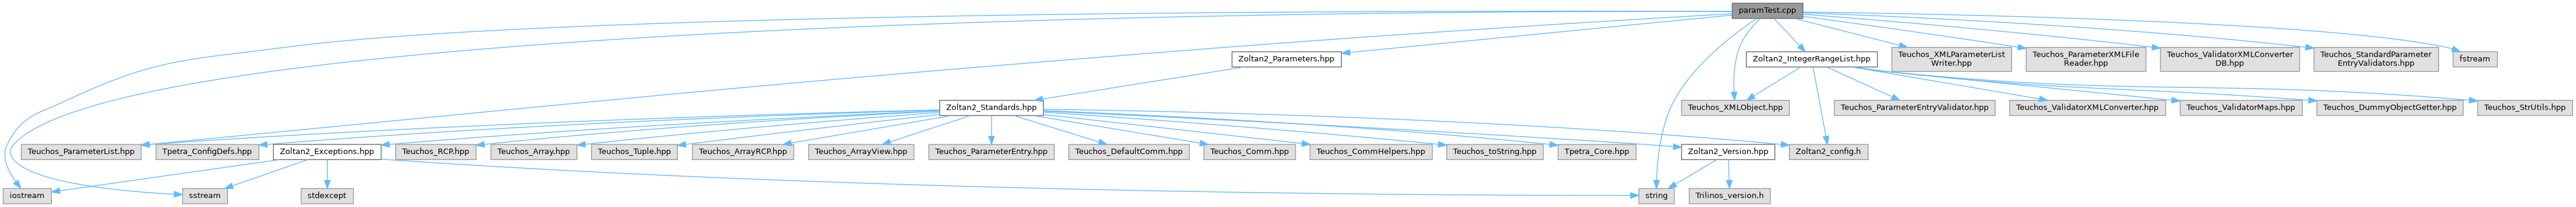 paramTest.cpp
Zoltan2_Parameters.hpp
Zoltan2_IntegerRangeList.hpp
Teuchos_XMLParameterList
Writer.hpp
Teuchos_ParameterXMLFile
Reader.hpp
Teuchos_ValidatorXMLConverter
DB.hpp
Teuchos_StandardParameter
EntryValidators.hpp
fstream
Zoltan2_Standards.hpp
Teuchos_XMLObject.hpp
Teuchos_ParameterEntryValidator.hpp
Teuchos_ValidatorXMLConverter.hpp
Teuchos_ValidatorMaps.hpp
Teuchos_DummyObjectGetter.hpp
Teuchos_StrUtils.hpp
Teuchos_ParameterList.hpp
Tpetra_ConfigDefs.hpp
Zoltan2_Exceptions.hpp
Teuchos_RCP.hpp
Teuchos_Array.hpp
Teuchos_Tuple.hpp
Teuchos_ArrayRCP.hpp
Teuchos_ArrayView.hpp
Teuchos_ParameterEntry.hpp
Teuchos_DefaultComm.hpp
Teuchos_Comm.hpp
Teuchos_CommHelpers.hpp
Teuchos_toString.hpp
Tpetra_Core.hpp
Zoltan2_Version.hpp
Zoltan2_config.h
iostream
sstream
stdexcept
string
Trilinos_version.h